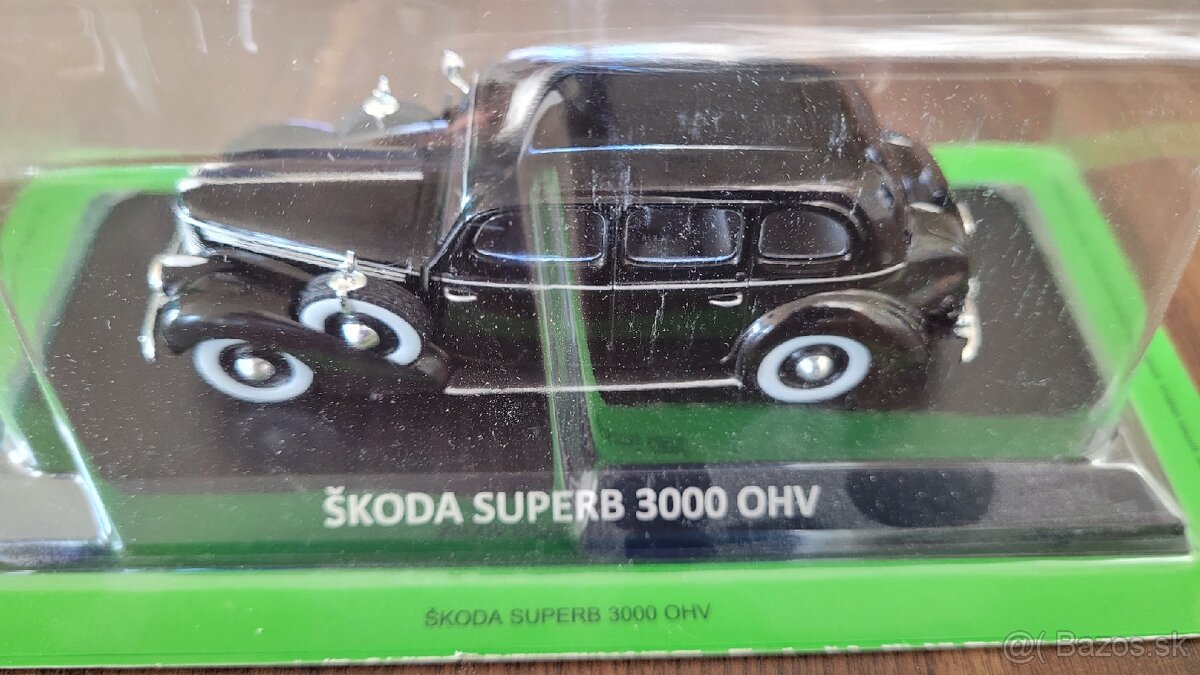 ŠKODA SUPERB 3000 OHV
ŠKODA SUPERB 3000 OHV
@( Bazos.sk